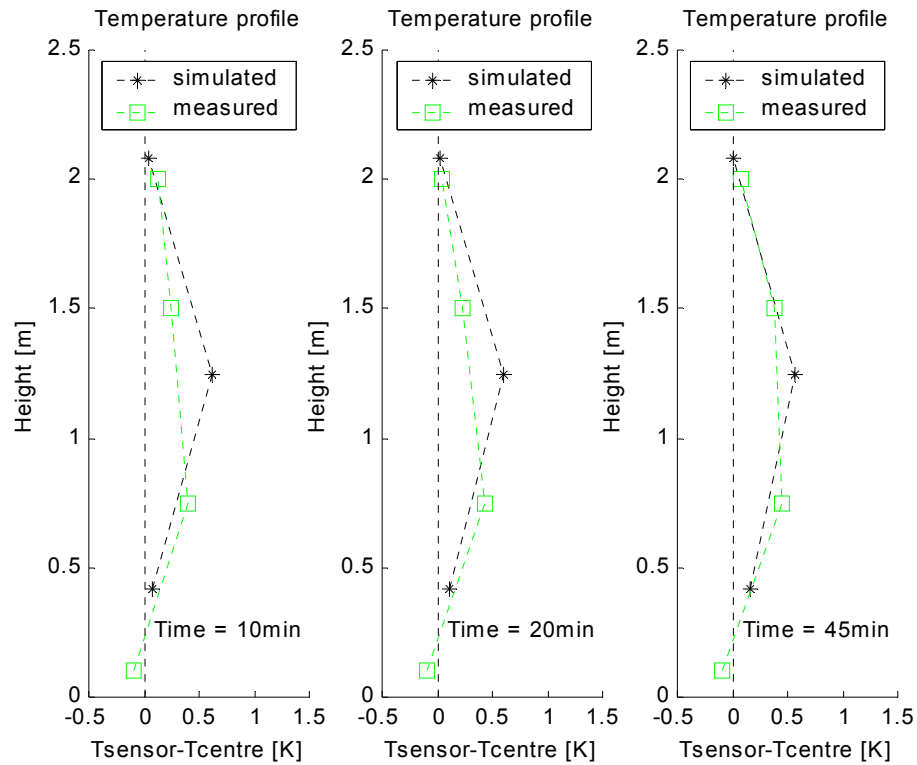 Temperature profile
2.5
simulated
measured
2
1.5
Height [m]
1
0.5
Time = 10min
0
-0.5 0 0.5 1 1.5
Tsensor-Tcentre [K]
Temperature profile
2.5
simulated
measured
2
1.5
Height [m]
1
0.5
Time = 20min
0
-0.5 0 0.5 1 1.5
Tsensor-Tcentre [K]
Temperature profile
2.5
simulated
measured
2
1.5
Height [m]
1
0.5
Time = 45min
0
-0.5 0 0.5 1 1.5
Tsensor-Tcentre [K]